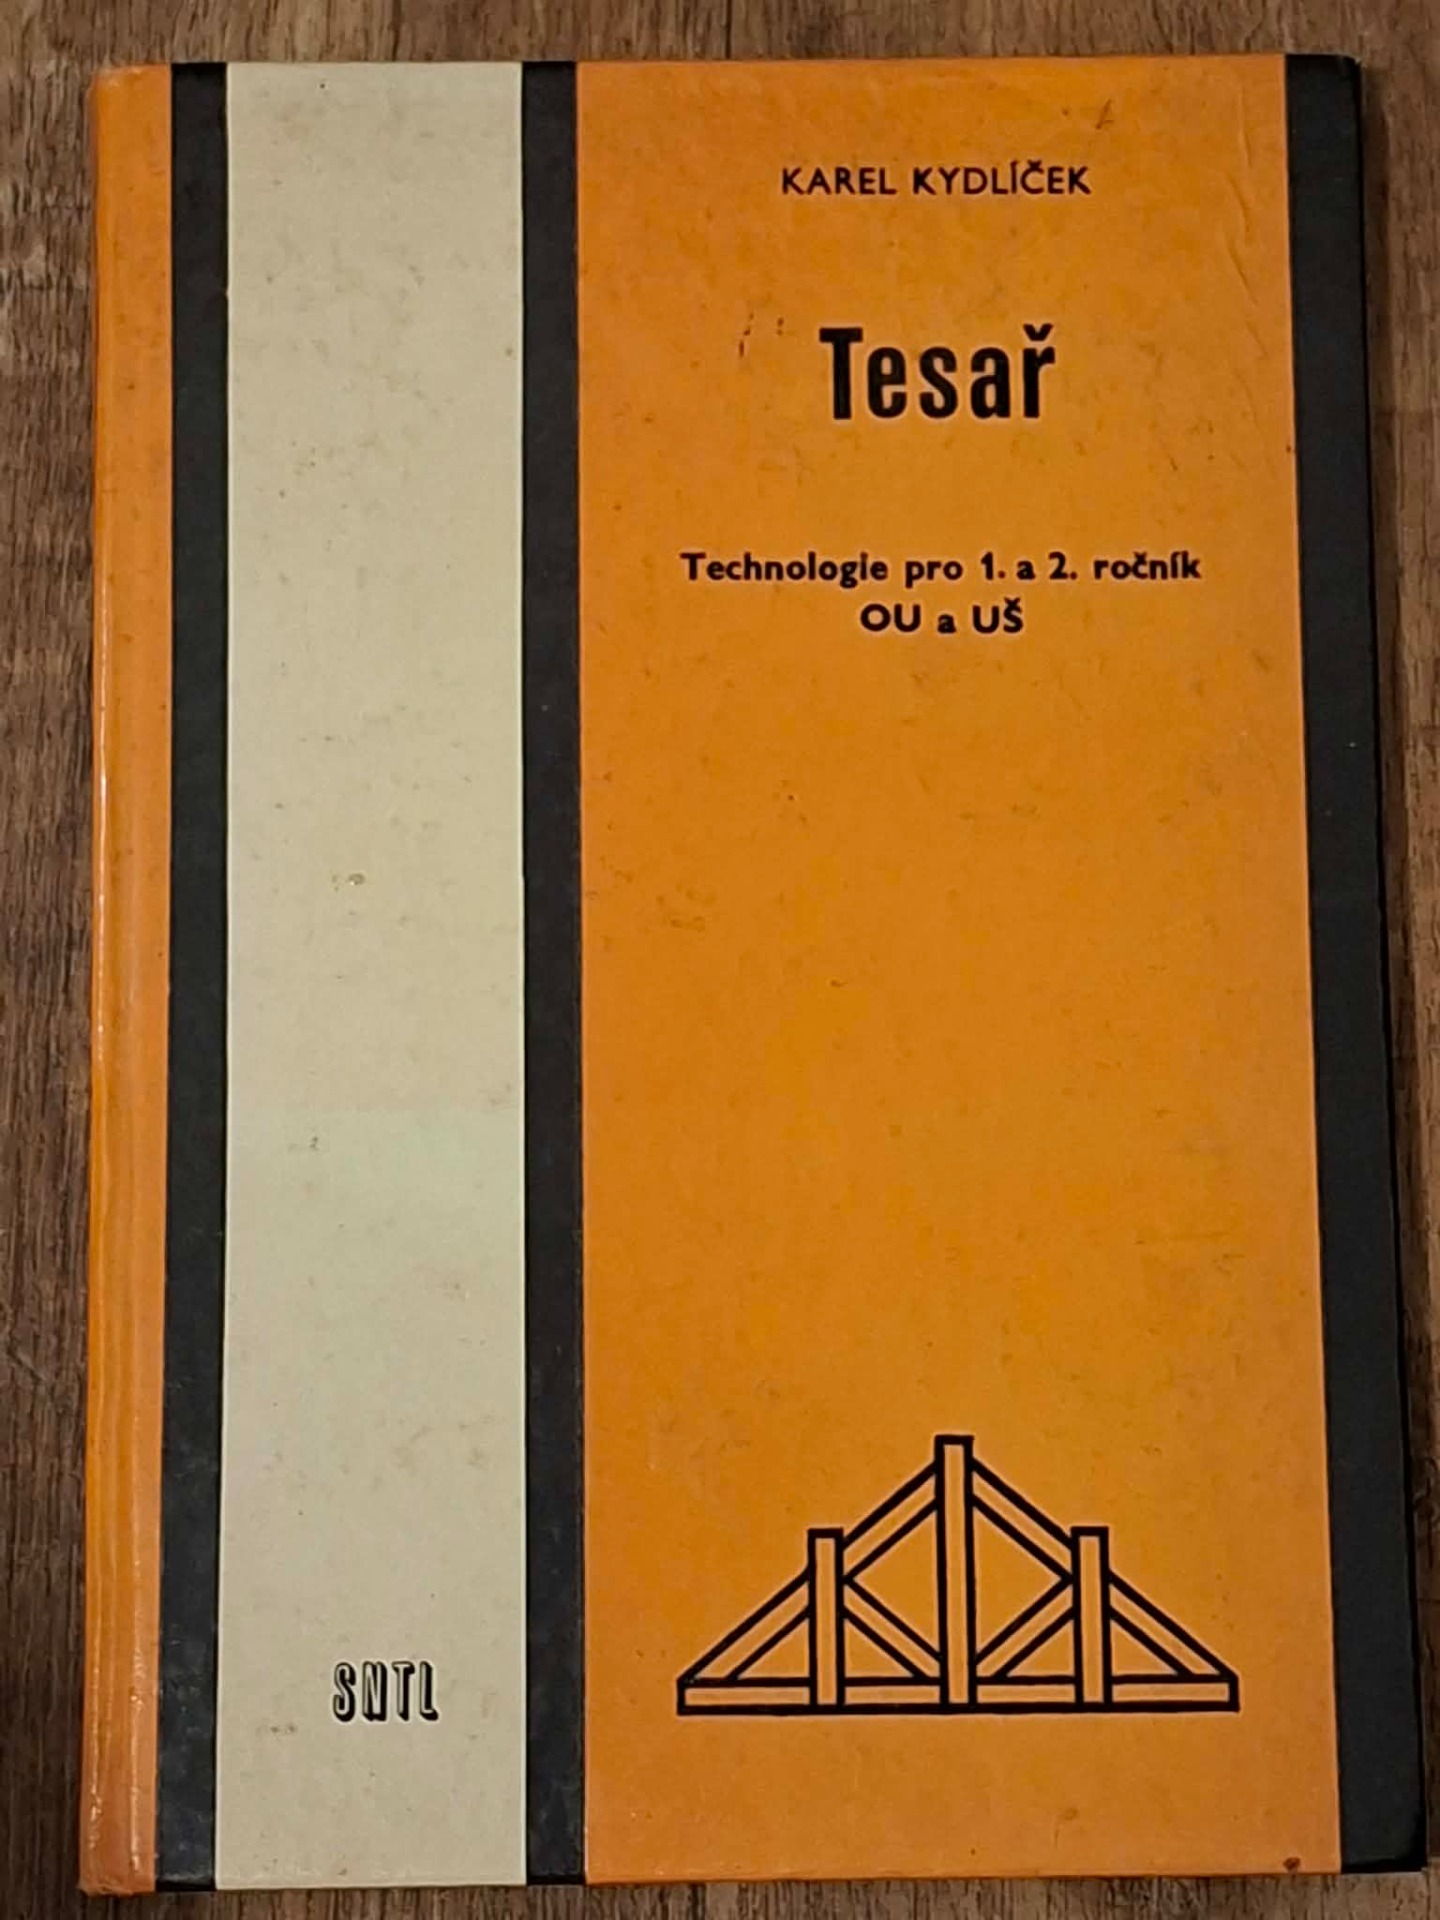 KAREL KYDLÍČEK
Tesař
Technologie pro 1. a 2. ročník
OU a UŠ
SNTL